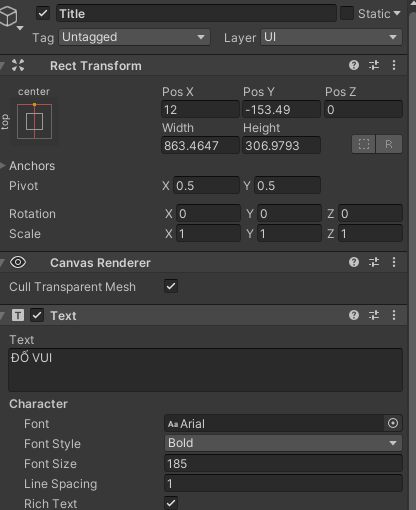 Title Static
Tag Untagged Layer UI
Rect Transform
center Pos X Pos Y Pos Z
top 12 -153.49 0
Width Height
863.4647 306.9793 R
Anchors
Pivot X 0.5 Y 0.5
Rotation X 0 Y 0 Z 0
Scale X 1 Y 1 Z 1
Canvas Renderer
Cull Transparent Mesh
T Text
Text
ĐỐ VUI
Character
Font Aa Arial
Font Style Bold
Font Size 185
Line Spacing 1
Rich Text